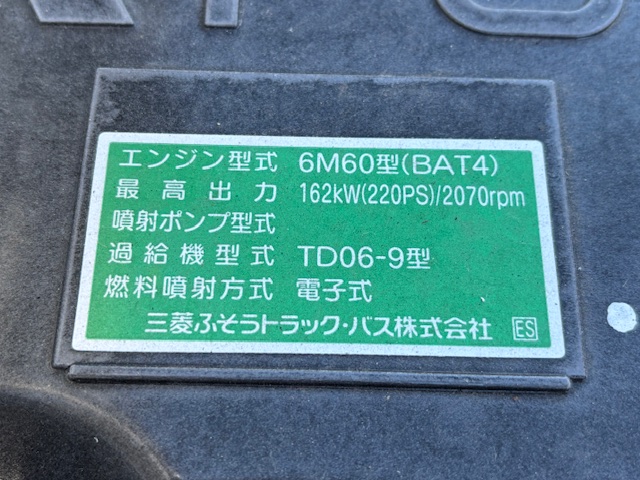 エンジン型式 6M60型(BAT4)
最高出力 162kW(220PS)/2070rpm
噴射ポンプ型式
過給機型式 TD06-9型
燃料噴射方式 電子式
三菱ふそうトラック・バス株式会社 ES